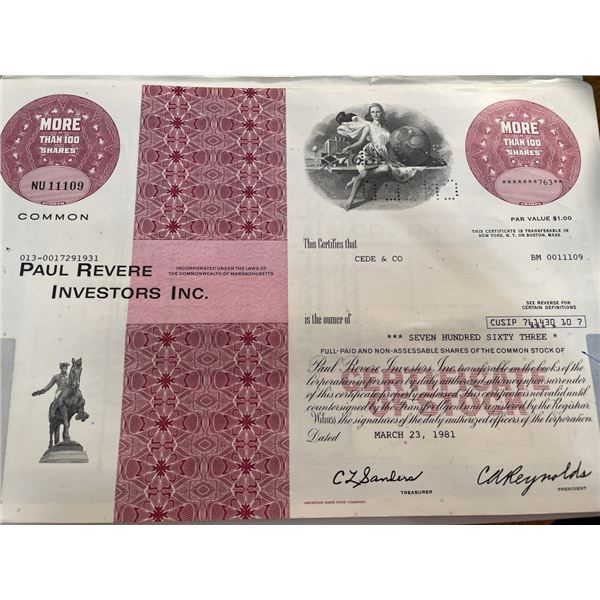 MORE
THAN 100
SHARES
NU 11109
COMMON
MORE
THAN 100
SHARES
*******763**
PAR VALUE $1.00
THIS CERTIFICATE IS TRANSFERABLE IN
NEW YORK, N.Y. OR BOSTON, MASS.
This Certifies that
CEDE & CO
BM 0011109
013-0017291931
PAUL REVERE
INVESTORS INC.
INCORPORATED UNDER THE LAWS OF
THE COMMONWEALTH OF MASSACHUSETTS
SEE REVERSE FOR
CERTAIN DEFINITIONS
is the owner of
CUSIP 761430 10 7
*** SEVEN HUNDRED SIXTY THREE *
FULL-PAID AND NON-ASSESSABLE SHARES OF THE COMMON STOCK OF
Paul Revere Investors, Inc., transferable on the books of the
Corporation in person or by duly authorized attorney upon surrender
of this certificate properly endorsed. This certificate is not valid until
countersigned by the Transfer Agent and registered by the Registrar.
Witness the signatures of the duly authorized officers of the Corporation.
Dated MARCH 23, 1981
C L Sanders
TREASURER
C A Reynolds
PRESIDENT
AMERICAN BANK NOTE COMPANY.